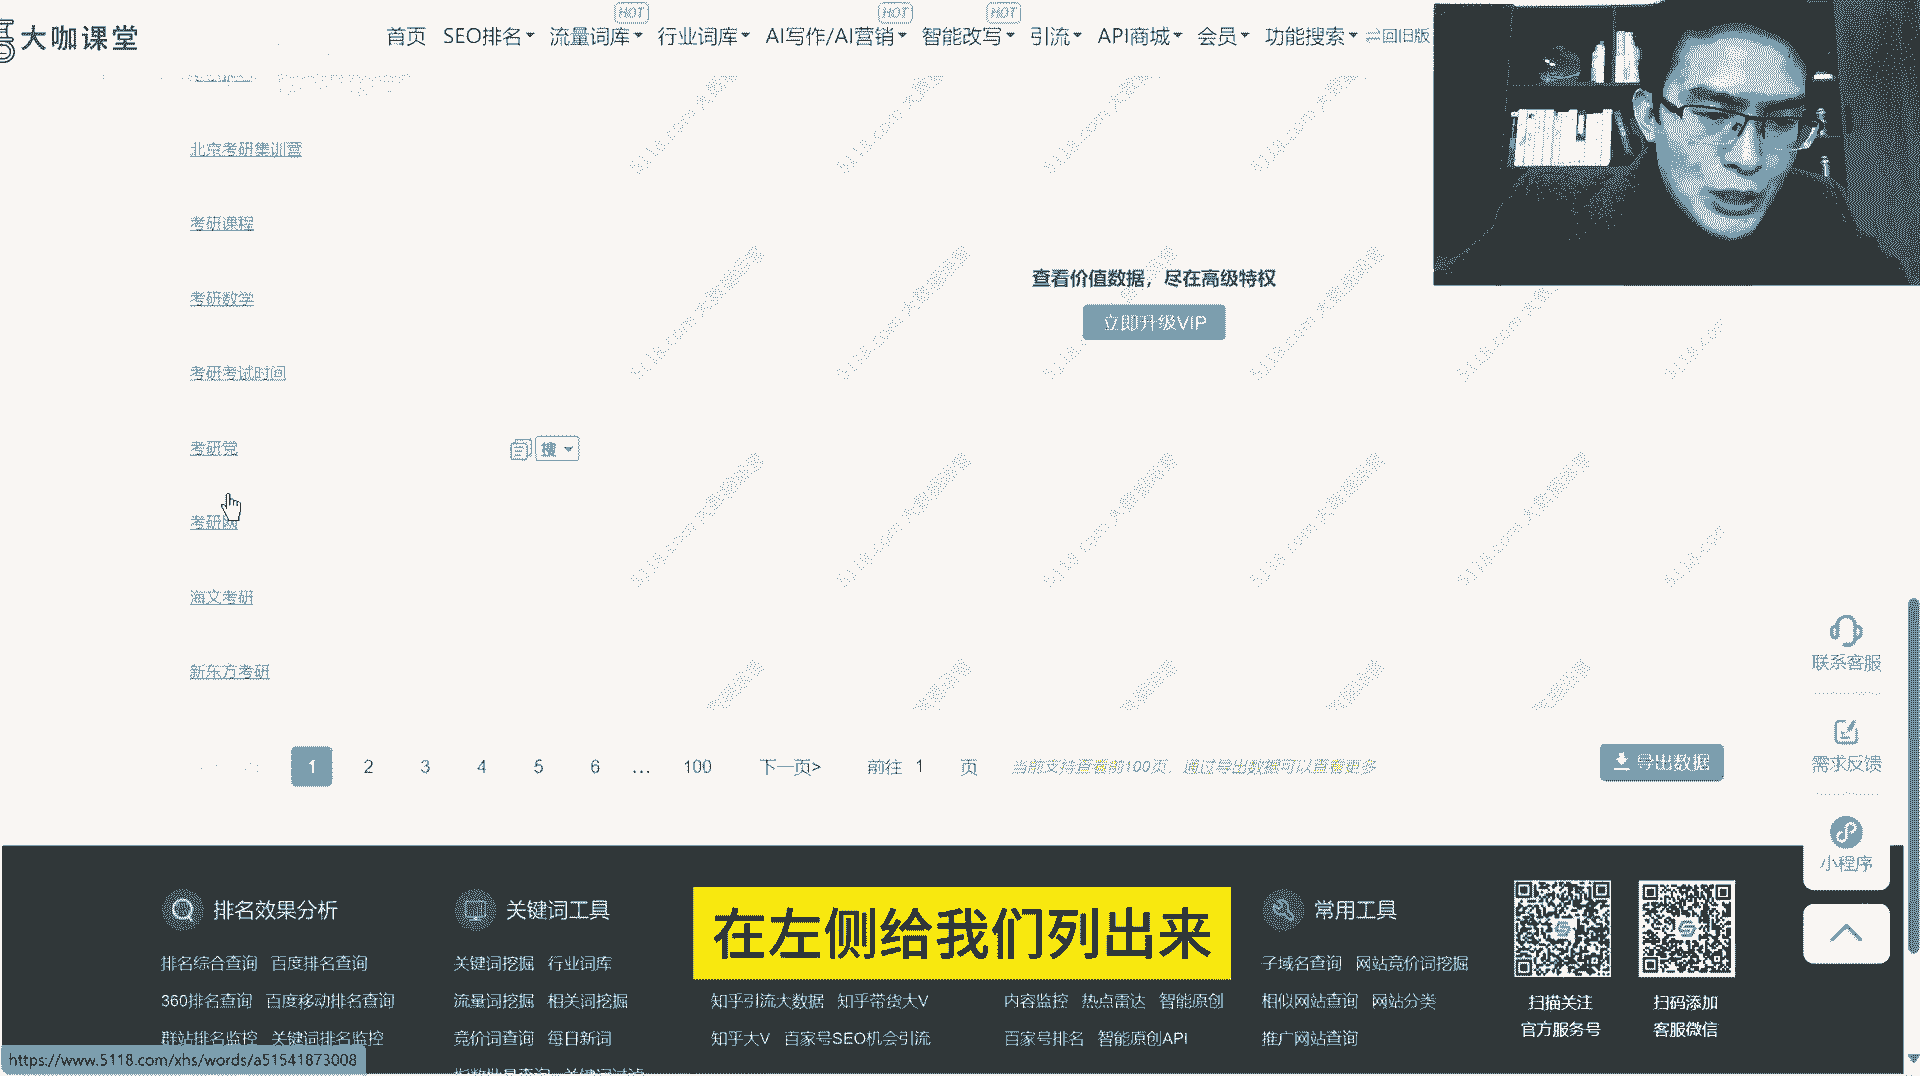 HOT HOT HOT
大咖课堂 首页 SEO排名 流量词库 行业词库 AI写作/AI营销 智能改写 引流 API商城 会员 功能搜索 回旧版
北京考研集训营
考研课程
查看价值数据，尽在高级特权
考研数学
立即升级VIP
考研考试时间
考研党
搜
考研网
海文考研
联系客服
新东方考研
需求反馈
1 2 3 4 5 6 ... 100 下一页> 前往 1 页 当前支持查看前100页，通过导出数据可以查看更多 导出数据
小程序
排名效果分析 关键词工具 常用工具
在左侧给我们列出来
排名综合查询 百度排名查询 关键词挖掘 行业词库 子域名查询 网站竞价词挖掘
360排名查询 百度移动排名查询 流量词挖掘 相关词挖掘 知乎引流大数据 知乎带货大V 内容监控 热点雷达 智能原创 相似网站查询 网站分类
扫描关注 扫码添加
官方服务号 客服微信
群站排名监控 关键词排名监控 竞价词查询 每日新词 知乎大V 百家号SEO机会引流 百家号排名 智能原创API 推广网站查询
https://www.5118.com/xhs/words/a51541873008